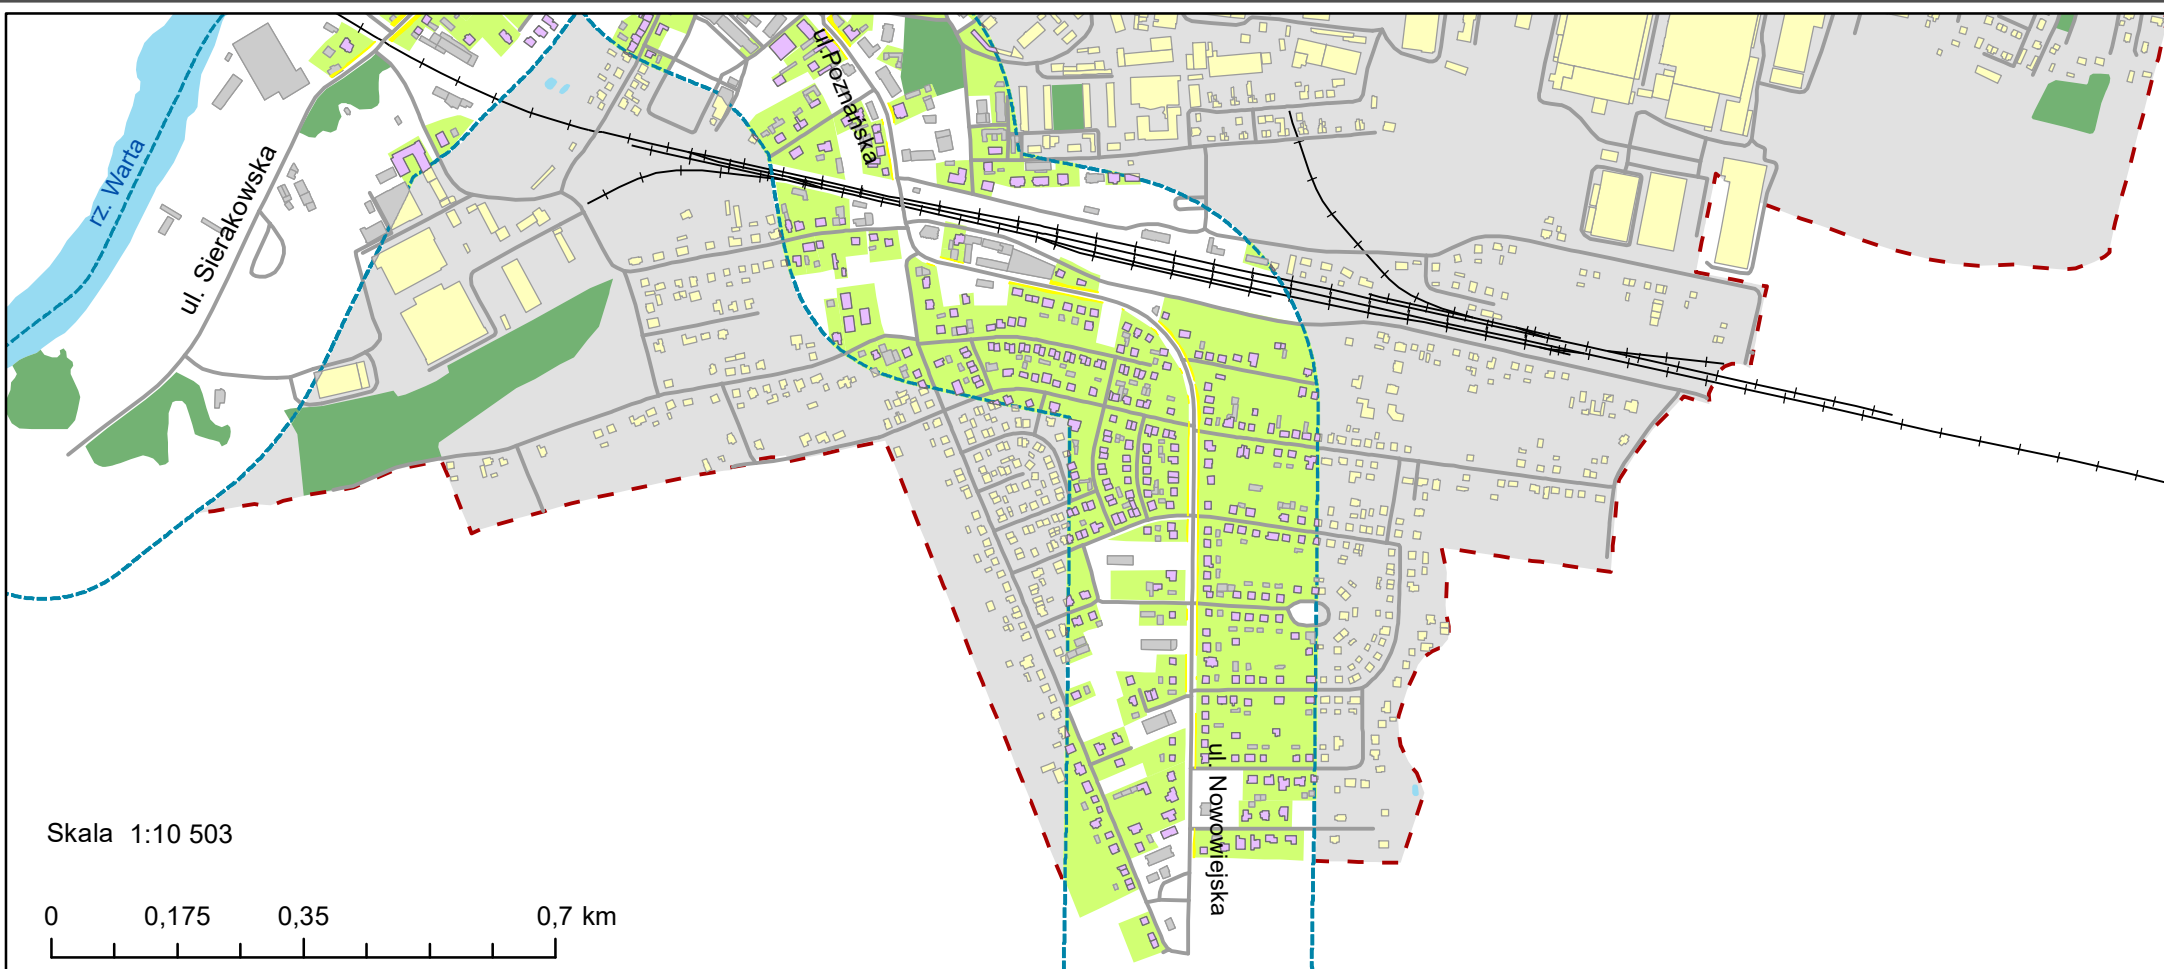 ul. Poznańska
rz. Warta
ul. Sierakowska
ul. Nowowiejska
Skala 1:10 503
0 0,175 0,35 0,7 km